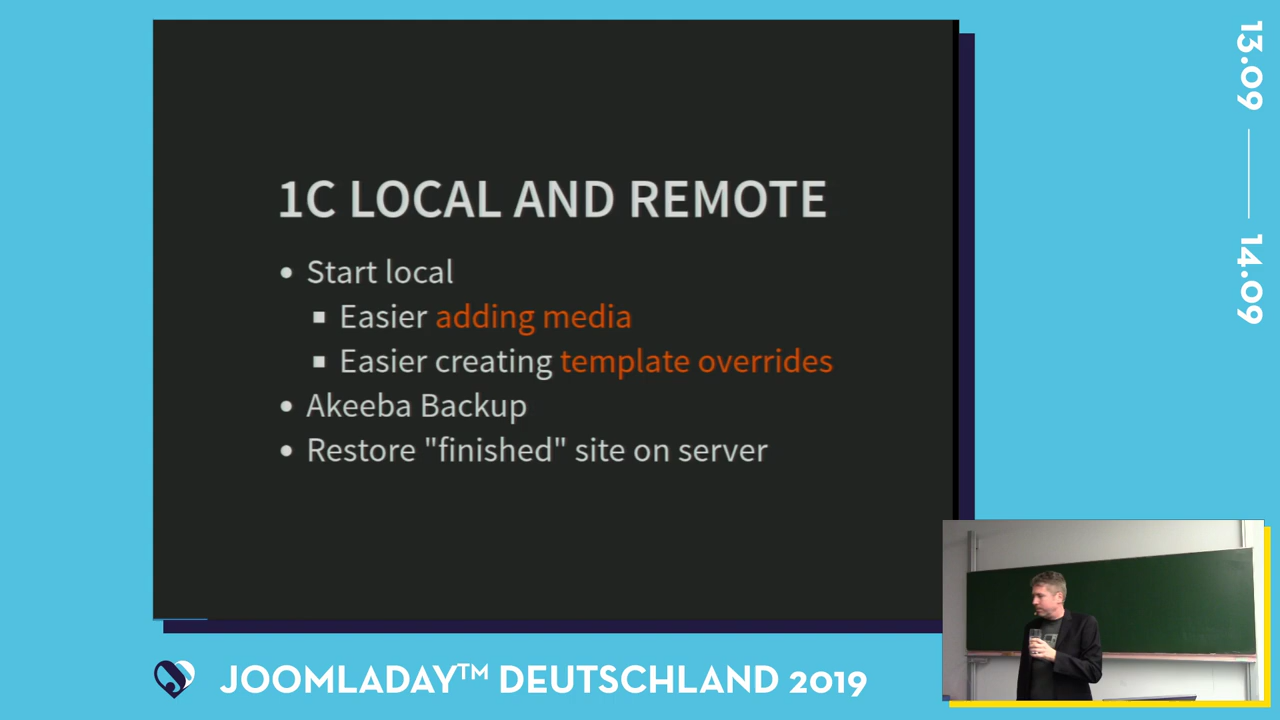 1C LOCAL AND REMOTE
• Start local
▪ Easier adding media
▪ Easier creating template overrides
• Akeeba Backup
• Restore "finished" site on server
13.09
14.09
JOOMLADAY™ DEUTSCHLAND 2019